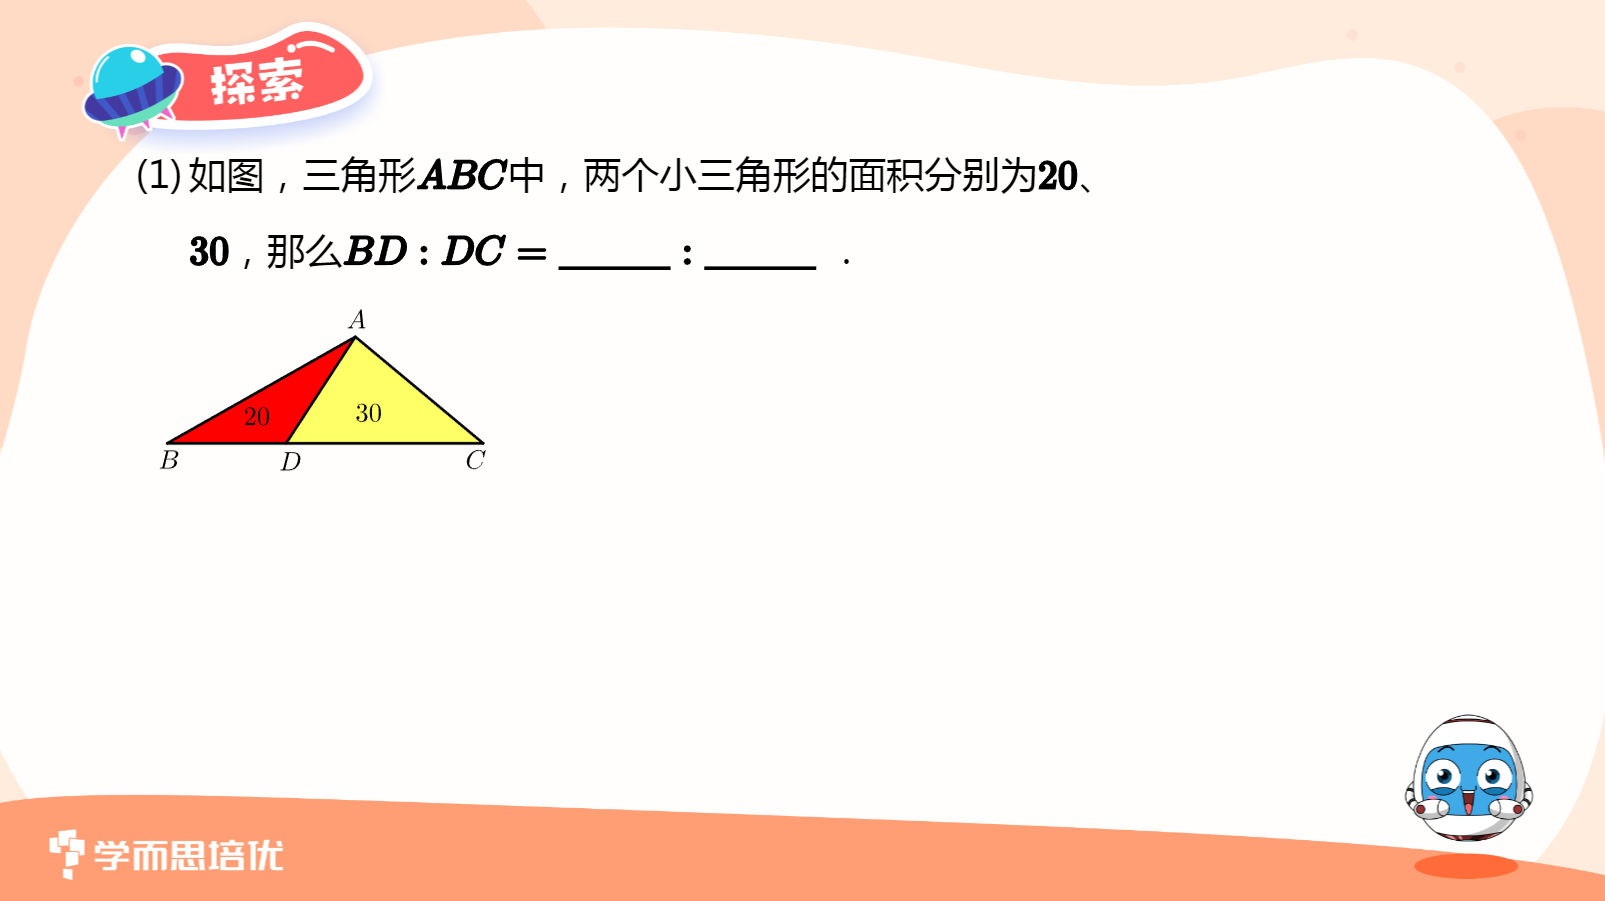 探索
(1) 如图，三角形ABC中，两个小三角形的面积分别为20、
30，那么BD : DC = ______ : ______ .
A
20
30
B
D
C
学而思培优